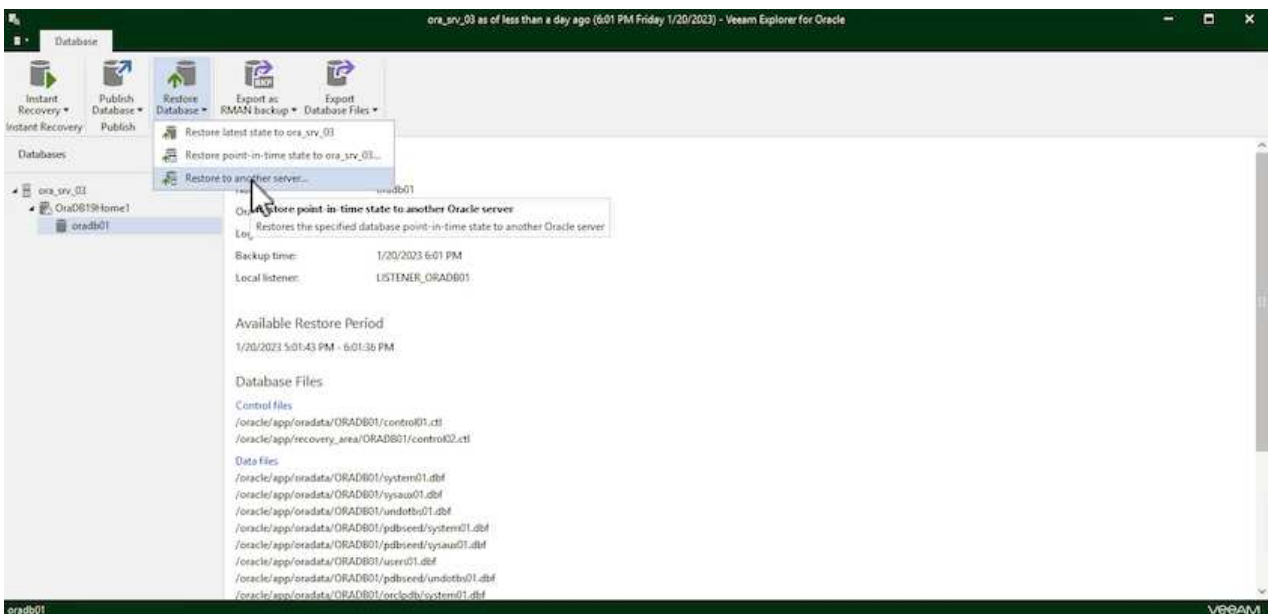 ora_srv_03 as of less than a day ago (6:01 PM Friday 1/20/2023) - Veeam Explorer for Oracle
Database
Instant Recovery
Publish Database
Restore Database
Export as RMAN backup
Export Database Files
Instant Recovery
Publish
Restore latest state to ora_srv_03
Databases
Restore point-in-time state to ora_srv_03...
Restore to another server...
ora_srv_03
oradb01
OraDB19Home1
Restore point-in-time state to another Oracle server
oradb01
Restores the specified database point-in-time state to another Oracle server
Backup time: 1/20/2023 6:01 PM
Local listener: LISTENER_ORADB01
Available Restore Period
1/20/2023 5:01:43 PM - 6:01:36 PM
Database Files
Control files
/oracle/app/oradata/ORADB01/control01.ctl
/oracle/app/recovery_area/ORADB01/control02.ctl
Data files
/oracle/app/oradata/ORADB01/system01.dbf
/oracle/app/oradata/ORADB01/sysaux01.dbf
/oracle/app/oradata/ORADB01/undotbs01.dbf
/oracle/app/oradata/ORADB01/pdbseed/system01.dbf
/oracle/app/oradata/ORADB01/pdbseed/sysaux01.dbf
/oracle/app/oradata/ORADB01/users01.dbf
/oracle/app/oradata/ORADB01/pdbseed/undotbs01.dbf
/oracle/app/oradata/ORADB01/orclpdb/system01.dbf
oradb01
VEEAM